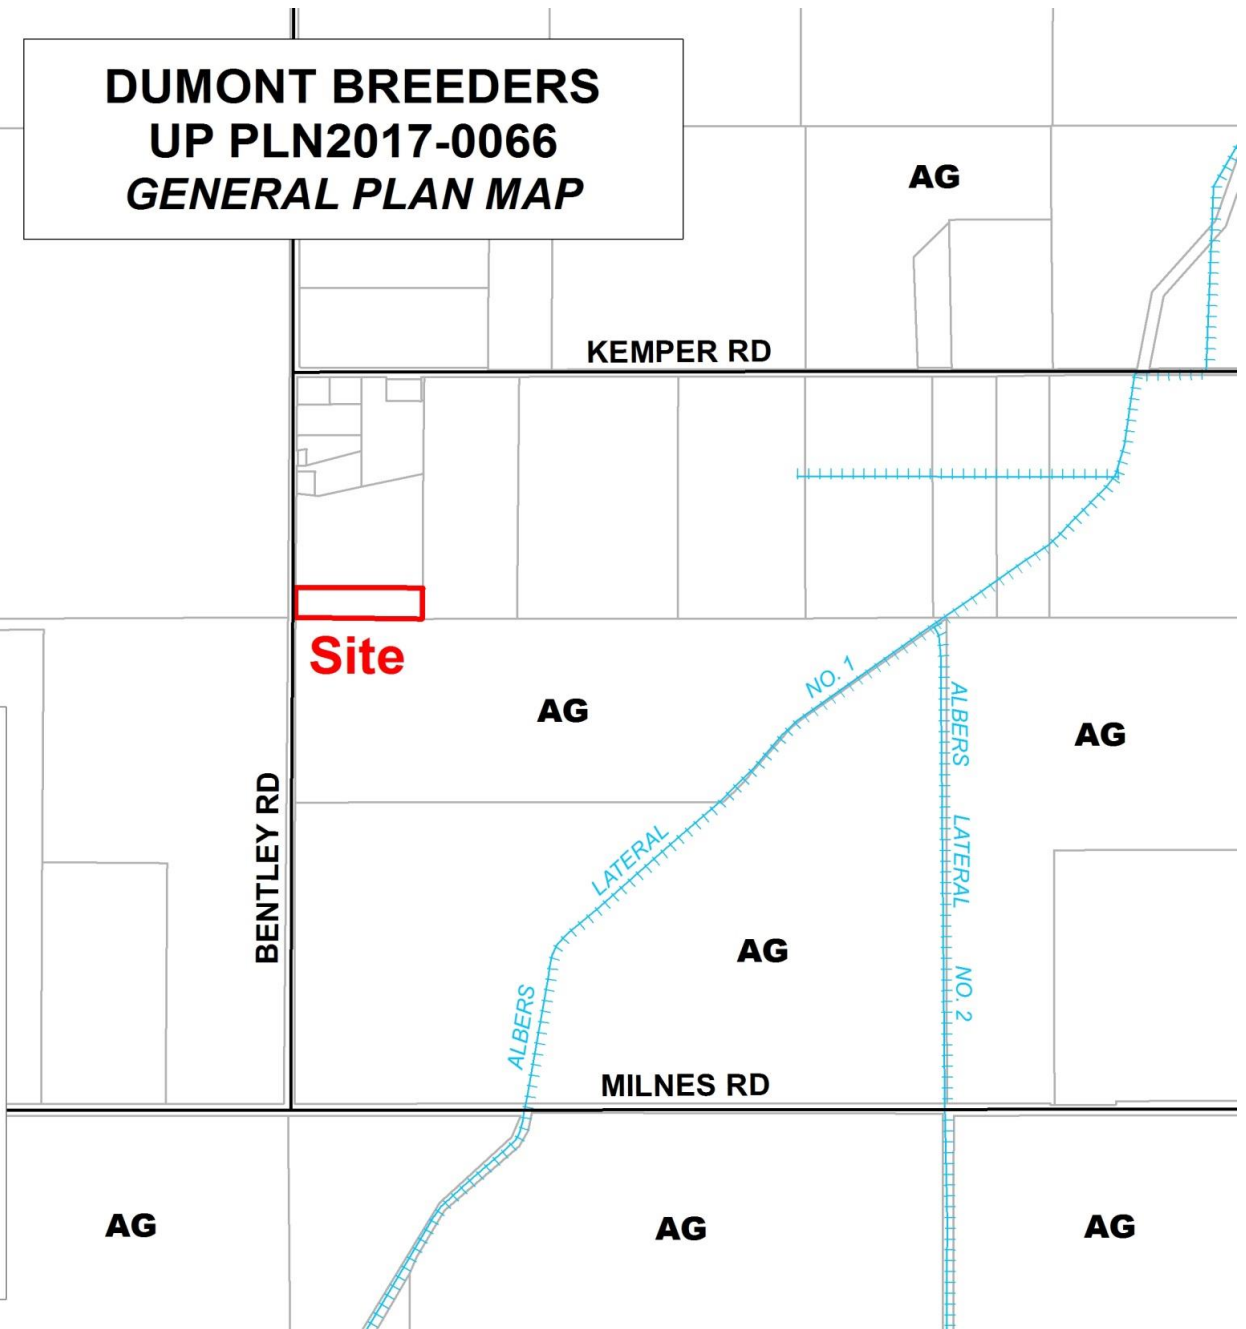 DUMONT BREEDERS
UP PLN2017-0066
GENERAL PLAN MAP
AG
KEMPER RD
Site
NO. 1
AG
ALBERS
AG
BENTLEY RD
LATERAL
LATERAL
AG
NO. 2
ALBERS
MILNES RD
AG
AG
AG